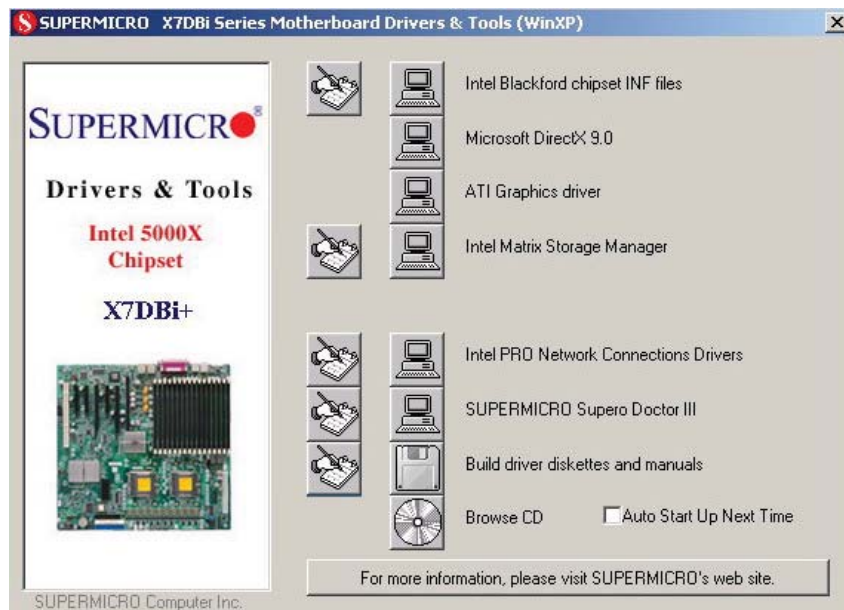 SUPERMICRO X7DBi Series Motherboard Drivers & Tools (WinXP)
SUPERMICRO®
Drivers & Tools
Intel 5000X
Chipset
X7DBi+
SUPERMICRO Computer Inc.
Intel Blackford chipset INF files
Microsoft DirectX 9.0
ATI Graphics driver
Intel Matrix Storage Manager
Intel PRO Network Connections Drivers
SUPERMICRO Supero Doctor III
Build driver diskettes and manuals
Browse CD Auto Start Up Next Time
For more information, please visit SUPERMICRO's web site.